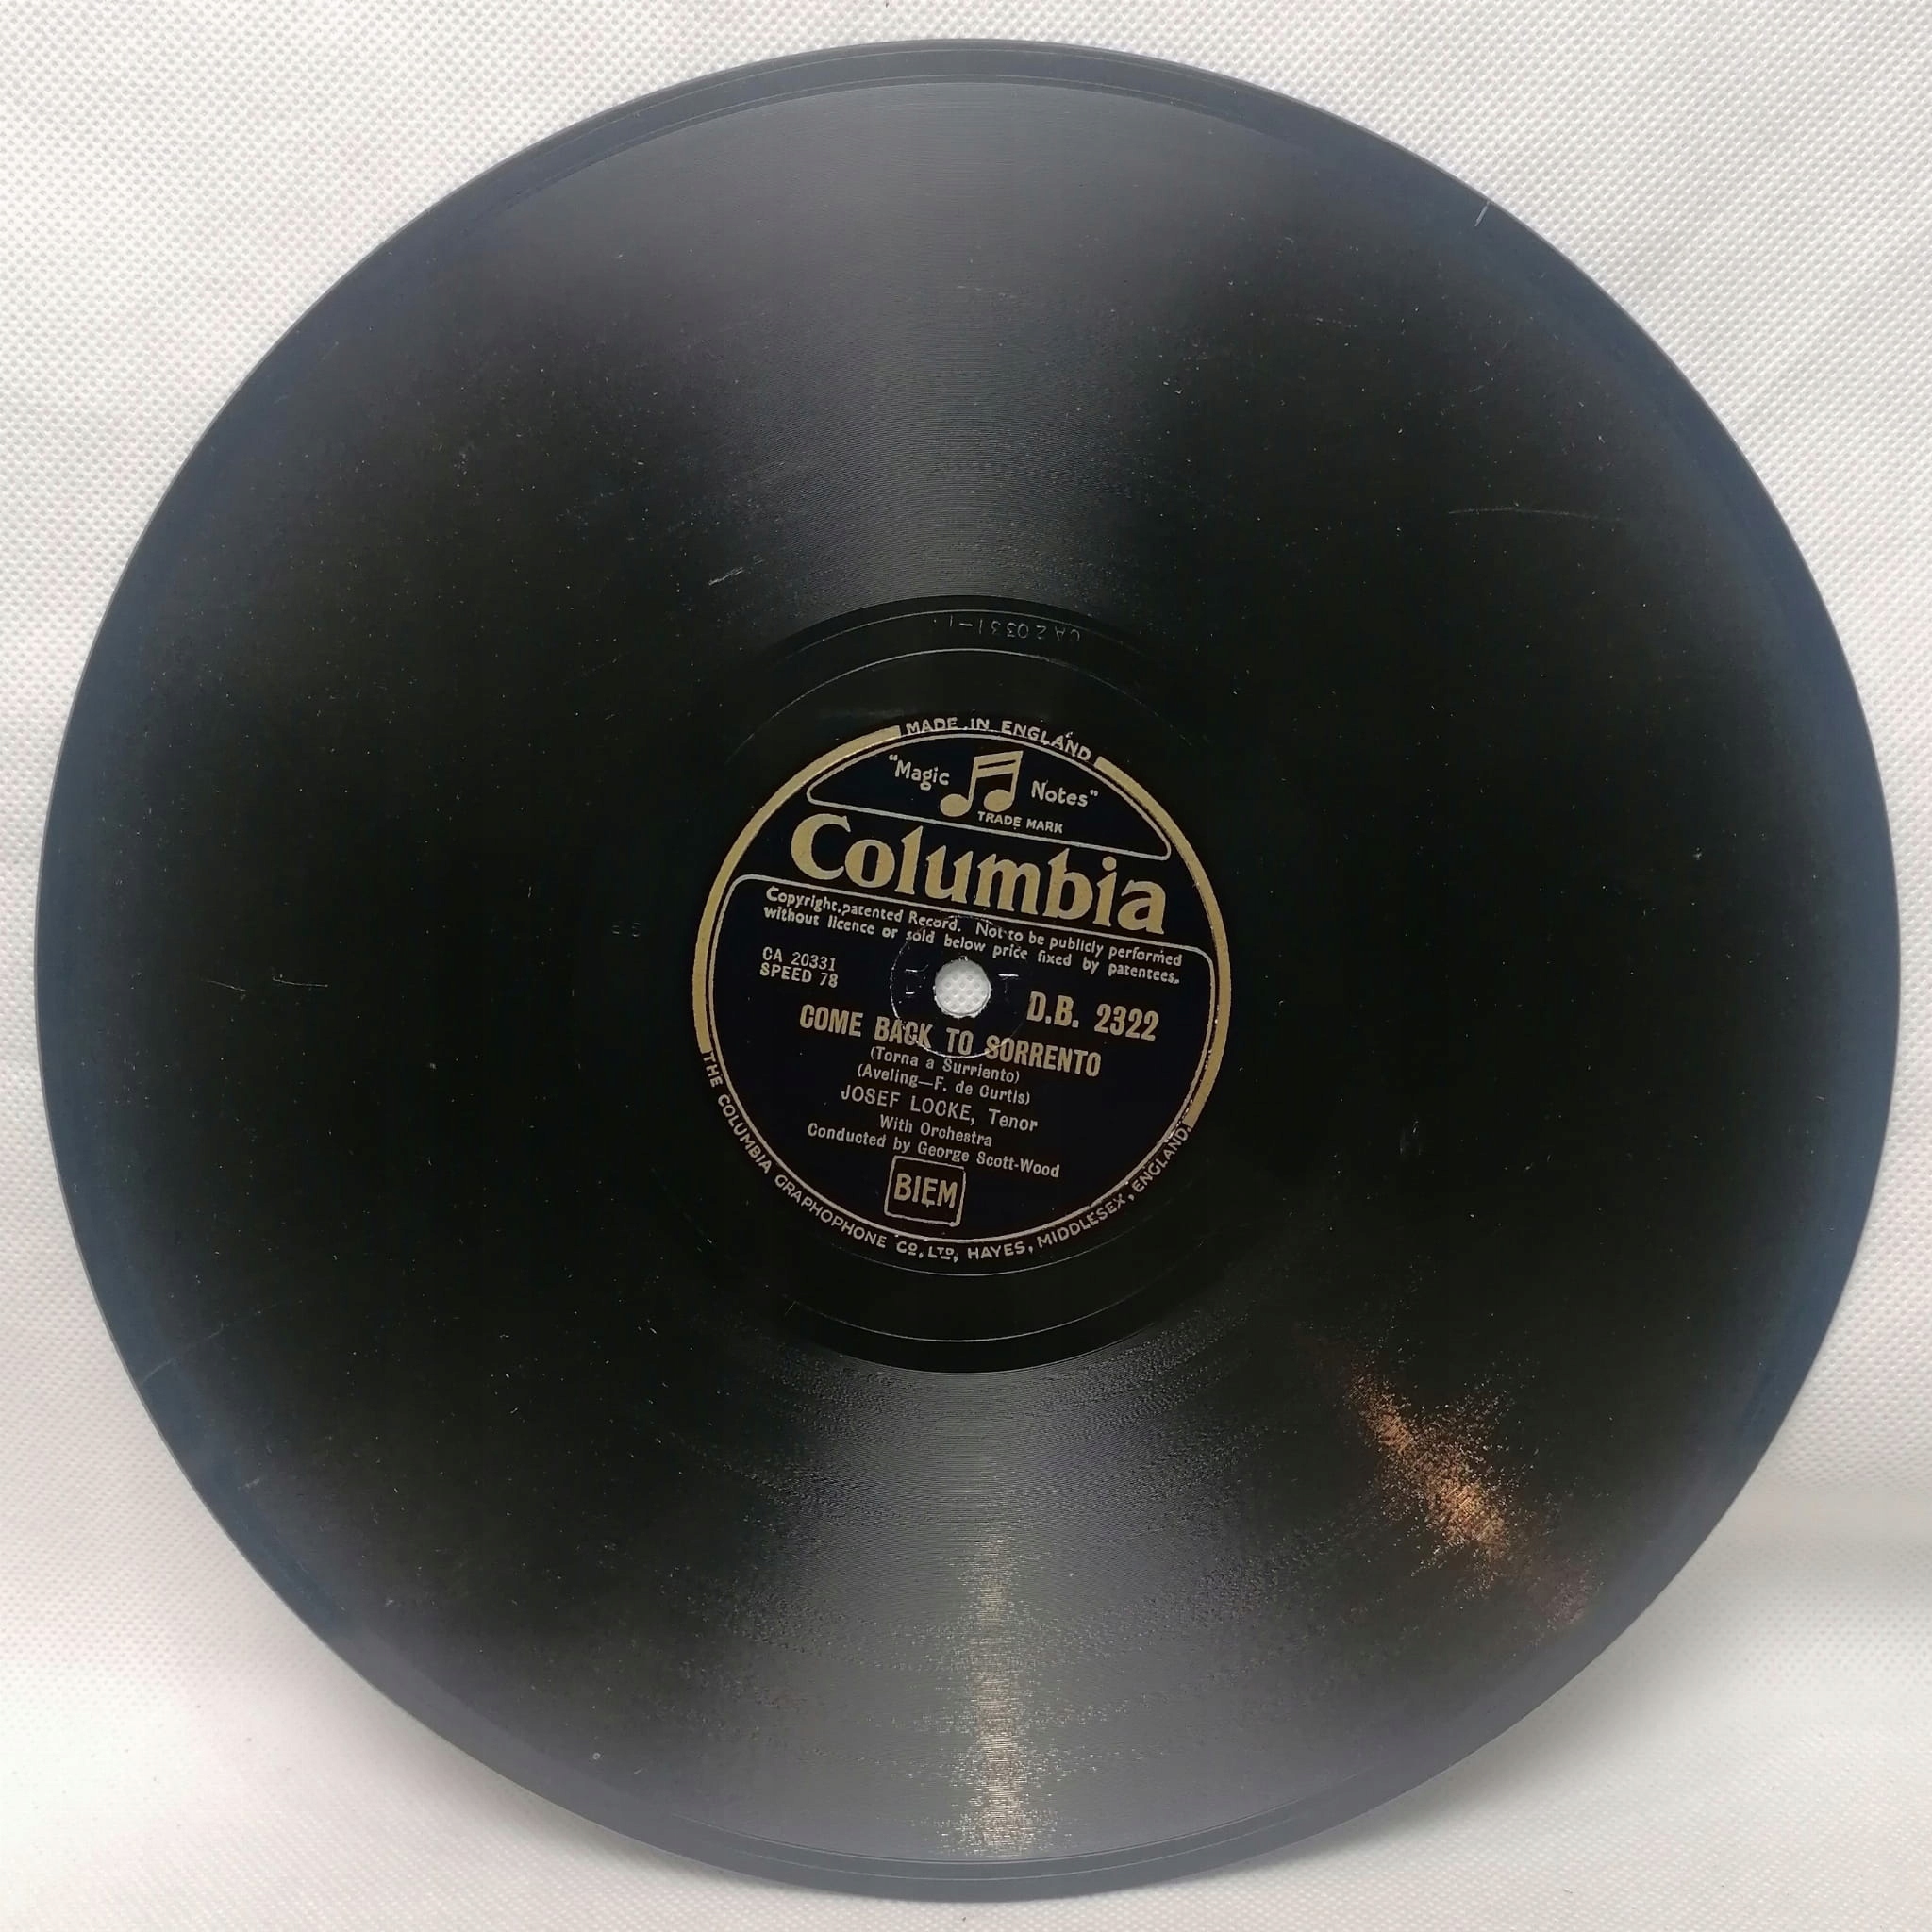 CA20331-1
MADE IN ENGLAND
"Magic Notes"
TRADE MARK
Columbia
Copyright, patented Record. Not to be publicly performed
without licence or sold below price fixed by patentees.
CA 20331
SPEED 78
D.B. 2322
COME BACK TO SORRENTO
(Torna a Surriento)
(Aveling—F. de Curtis)
JOSEF LOCKE, Tenor
With Orchestra
Conducted by George Scott-Wood
BIEM
THE COLUMBIA GRAPHOPHONE CO, LTD, HAYES, MIDDLESEX, ENGLAND.